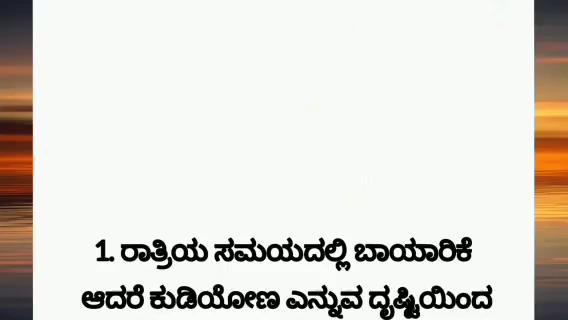 1. ರಾತ್ರಿಯ ಸಮಯದಲ್ಲಿ ಬಾಯಾರಿಕೆ
ಆದರೆ ಕುಡಿಯೋಣ ಎನ್ನುವ ದೃಷ್ಟಿಯಿಂದ